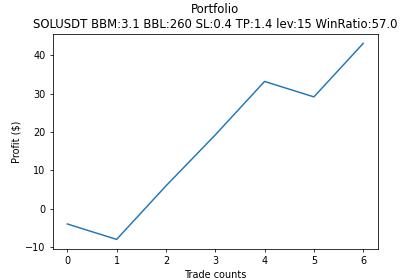 Portfolio
SOLUSDT BBM:3.1 BBL:260 SL:0.4 TP:1.4 lev:15 WinRatio:57.0
40
30
20
10
0
−10
Profit ($)
0 1 2 3 4 5 6
Trade counts